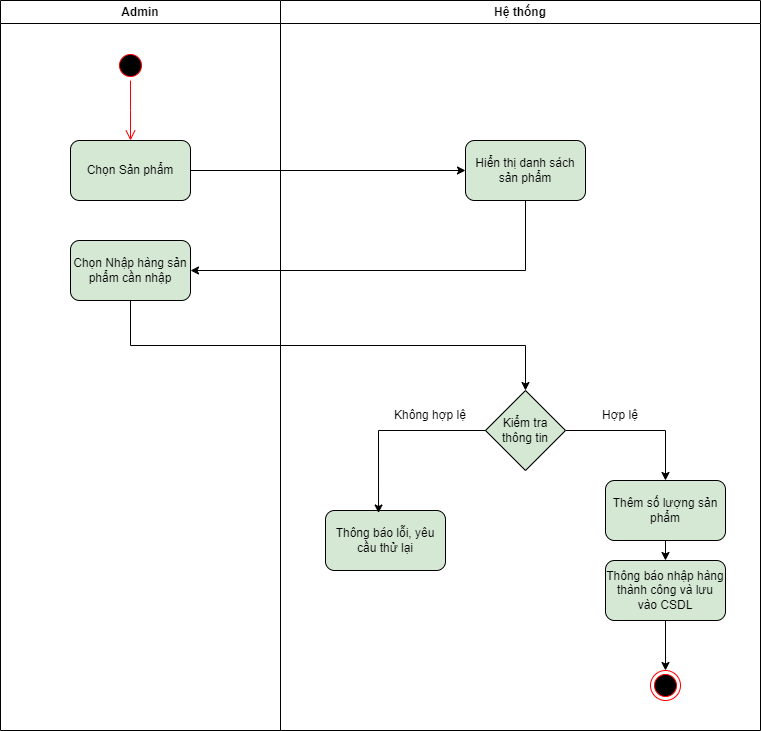 Admin
Hệ thống
Chọn Sản phẩm
Hiển thị danh sách
sản phẩm
Chọn Nhập hàng sản
phẩm cần nhập
Không hợp lệ
Kiểm tra
thông tin
Hợp lệ
Thông báo lỗi, yêu
cầu thử lại
Thêm số lượng sản
phẩm
Thông báo nhập hàng
thành công và lưu
vào CSDL